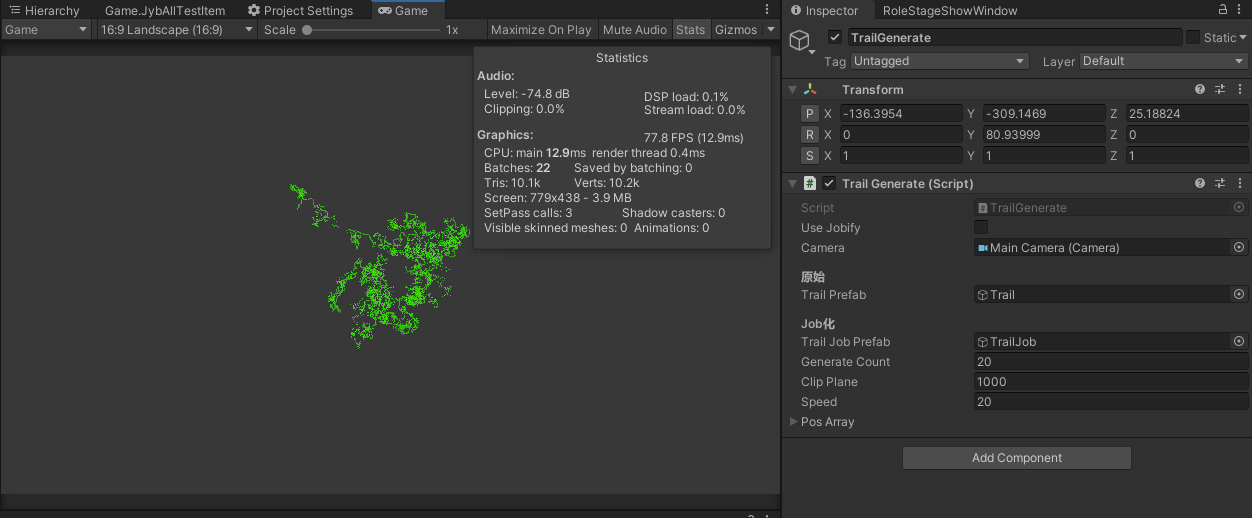 Hierarchy Game.JybAllTestItem Project Settings Game
Game 16:9 Landscape (16:9) Scale 1x Maximize On Play Mute Audio Stats Gizmos
Statistics
Audio:
Level: -74.8 dB DSP load: 0.1%
Clipping: 0.0% Stream load: 0.0%
Graphics: 77.8 FPS (12.9ms)
CPU: main 12.9ms render thread 0.4ms
Batches: 22 Saved by batching: 0
Tris: 10.1k Verts: 10.2k
Screen: 779x438 - 3.9 MB
SetPass calls: 3 Shadow casters: 0
Visible skinned meshes: 0 Animations: 0
Inspector RoleStageShowWindow
TrailGenerate Static
Tag Untagged Layer Default
Transform
P X -136.3954 Y -309.1469 Z 25.18824
R X 0 Y 80.93999 Z 0
S X 1 Y 1 Z 1
Trail Generate (Script)
Script TrailGenerate
Use Jobify
Camera Main Camera (Camera)
原始
Trail Prefab Trail
Job化
Trail Job Prefab TrailJob
Generate Count 20
Clip Plane 1000
Speed 20
Pos Array
Add Component